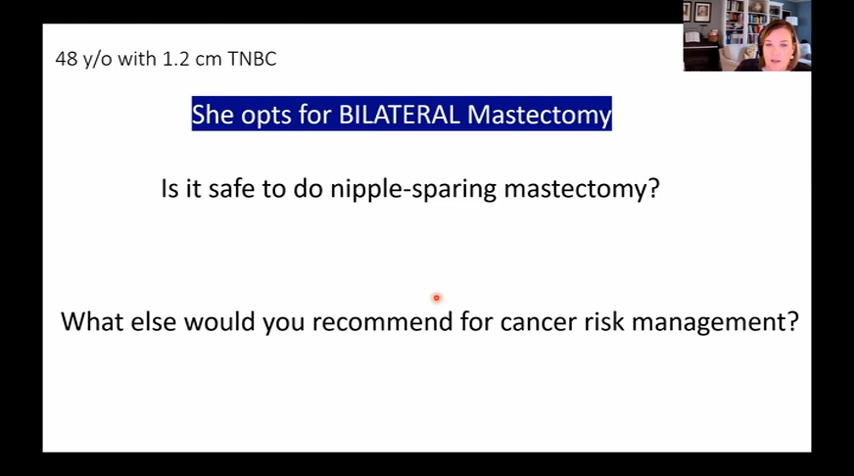 48 y/o with 1.2 cm TNBC
She opts for BILATERAL Mastectomy
Is it safe to do nipple-sparing mastectomy?
What else would you recommend for cancer risk management?